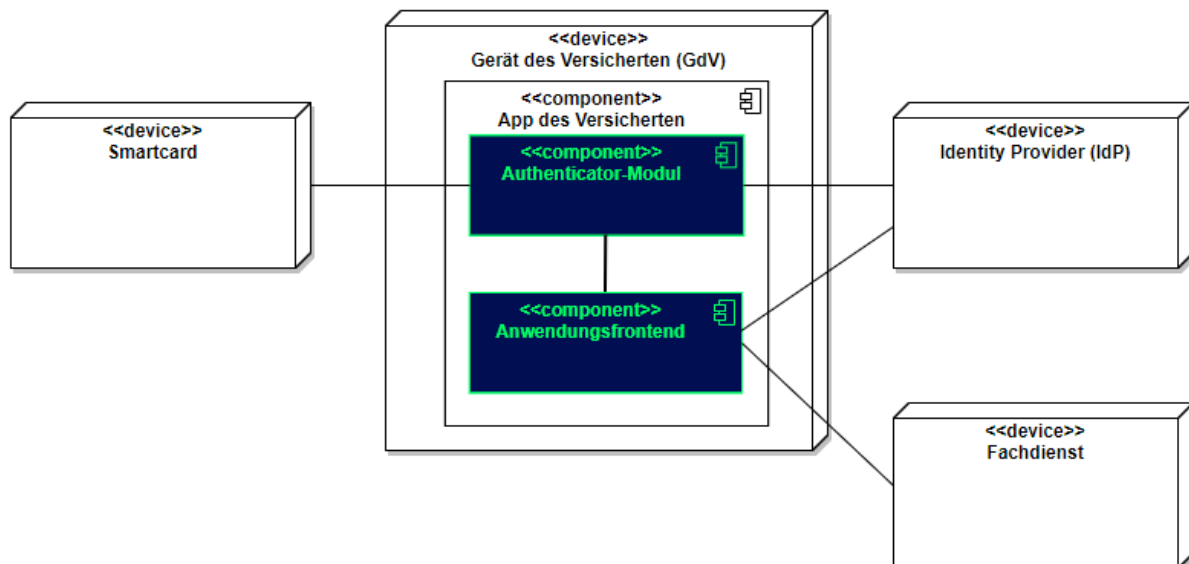 <<device>>
Gerät des Versicherten (GdV)
<<component>>
App des Versicherten
<<device>>
Smartcard
<<component>>
Authenticator-Modul
<<device>>
Identity Provider (IdP)
<<component>>
Anwendungsfrontend
<<device>>
Fachdienst